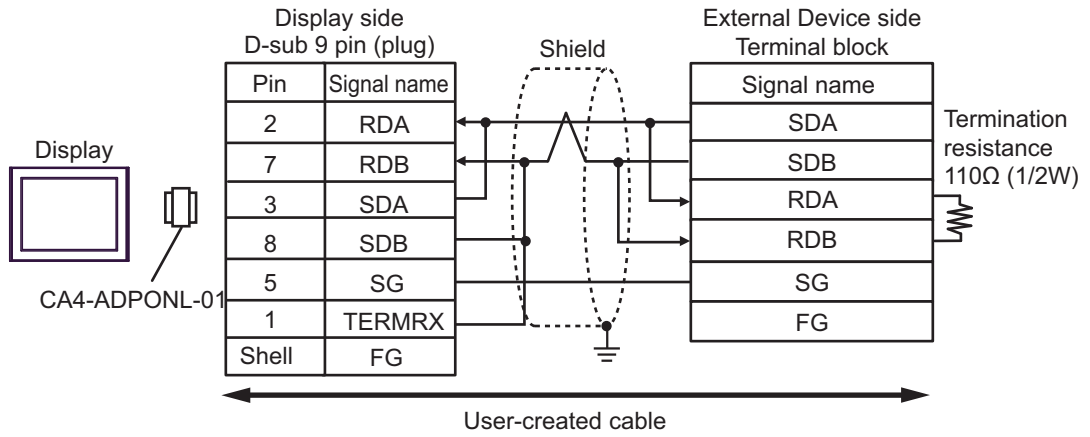 Display side
D-sub 9 pin (plug)
Shield
External Device side
Terminal block
Pin Signal name
Signal name
2 RDA
SDA
7 RDB
SDB
3 SDA
RDA
8 SDB
RDB
5 SG
SG
1 TERMRX
FG
Shell FG
Termination
resistance
110Ω (1/2W)
Display
CA4-ADPONL-01
User-created cable